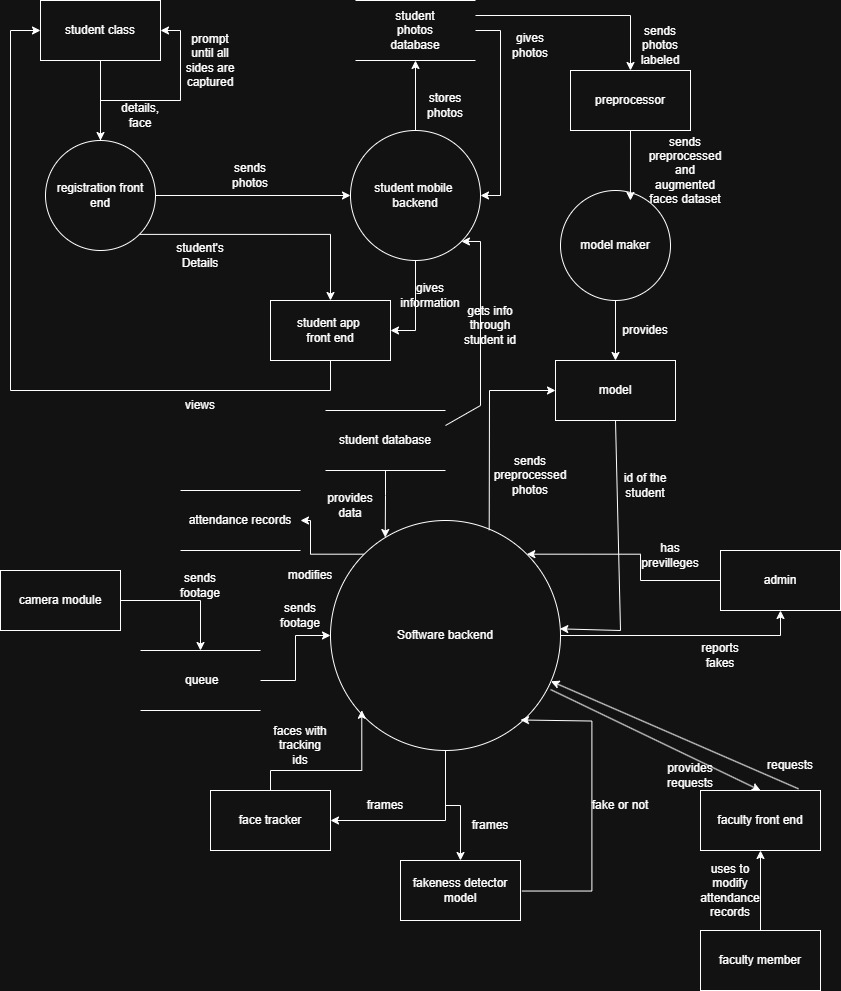 student class
prompt
until all
sides are
captured
student
photos
database
gives
photos
sends
photos
labeled
preprocessor
details,
face
stores
photos
sends
preprocessed
and
augmented
faces dataset
registration front
end
sends
photos
student mobile
backend
model maker
student's
Details
gives
information
student app
front end
gets info
through
student id
provides
views
model
student database
sends
preprocessed
photos
id of the
student
provides
data
attendance records
modifies
has
previlleges
admin
camera module
sends
footage
sends
footage
Software backend
reports
fakes
queue
faces with
tracking
ids
provides
requests
requests
face tracker
frames
frames
fake or not
faculty front end
fakeness detector
model
uses to
modify
attendance
records
faculty member